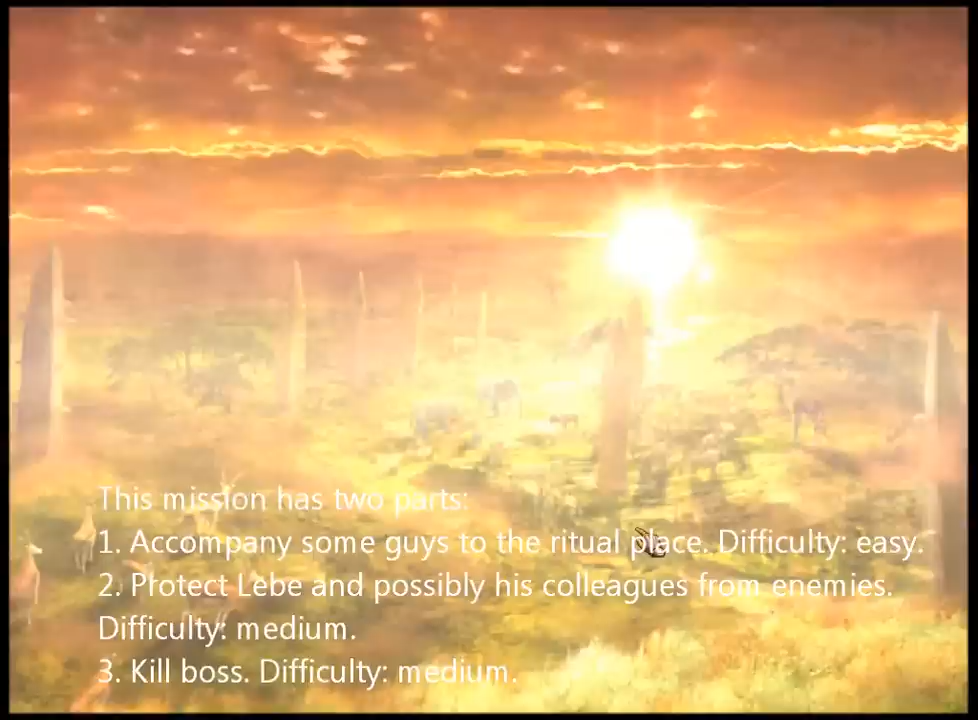 This mission has two parts:
1. Accompany some guys to the ritual place. Difficulty: easy.
2. Protect Lebe and possibly his colleagues from enemies.
Difficulty: medium.
3. Kill boss. Difficulty: medium.